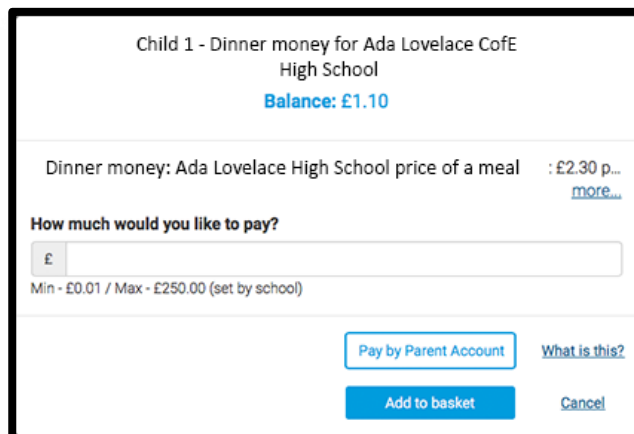 Child 1 - Dinner money for Ada Lovelace CofE
High School
Balance: £1.10
Dinner money: Ada Lovelace High School price of a meal : £2.30 p...
more...
How much would you like to pay?
£
Min - £0.01 / Max - £250.00 (set by school)
Pay by Parent Account What is this?
Add to basket Cancel